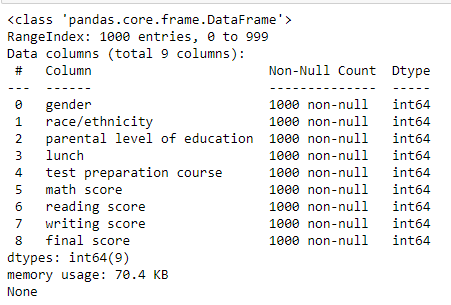 <class 'pandas.core.frame.DataFrame'>
RangeIndex: 1000 entries, 0 to 999
Data columns (total 9 columns):
 #   Column                       Non-Null Count  Dtype
---  ------                       --------------  -----
 0   gender                       1000 non-null   int64
 1   race/ethnicity               1000 non-null   int64
 2   parental level of education  1000 non-null   int64
 3   lunch                        1000 non-null   int64
 4   test preparation course      1000 non-null   int64
 5   math score                   1000 non-null   int64
 6   reading score                1000 non-null   int64
 7   writing score                1000 non-null   int64
 8   final score                  1000 non-null   int64
dtypes: int64(9)
memory usage: 70.4 KB
None